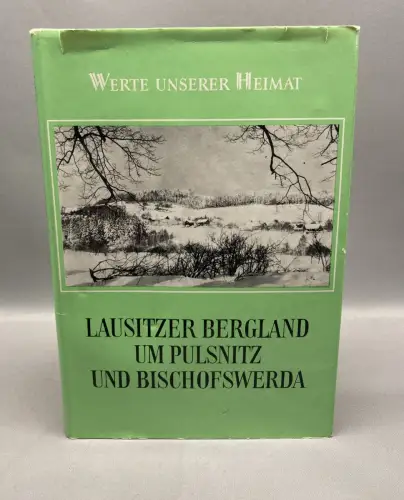 WERTE UNSERER HEIMAT
LAUSITZER BERGLAND
UM PULSNITZ
UND BISCHOFSWERDA